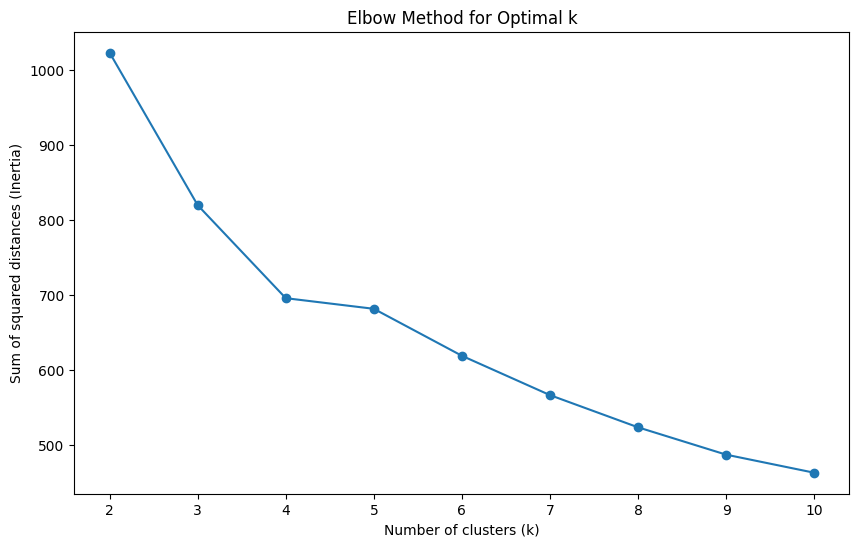 Elbow Method for Optimal k
Sum of squared distances (Inertia)
1000
900
800
700
600
500
2 3 4 5 6 7 8 9 10
Number of clusters (k)